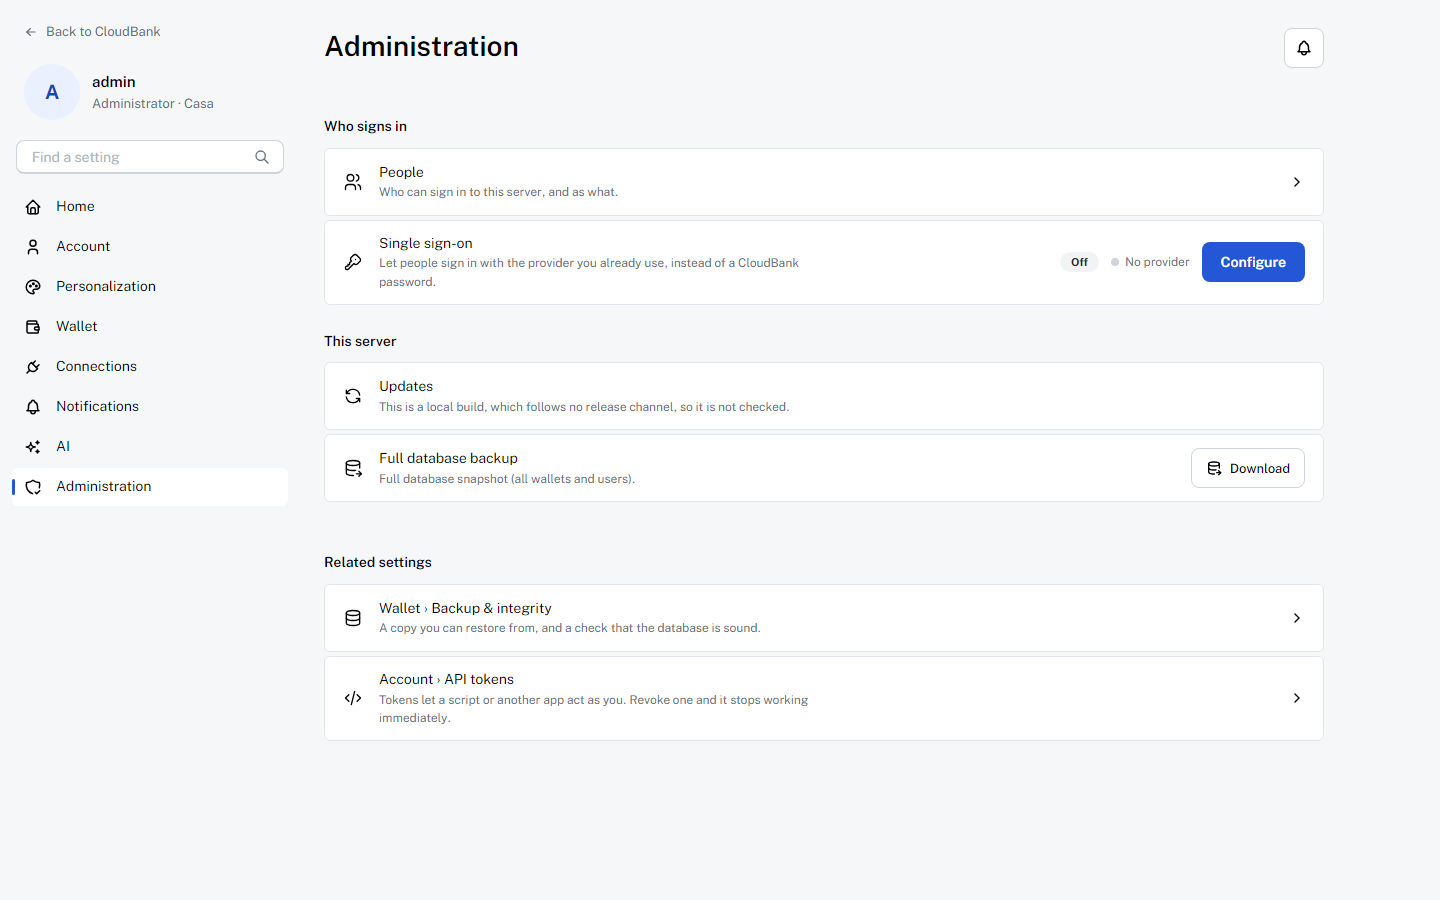 Back to CloudBank
A
admin
Administrator · Casa
Find a setting
Home
Account
Personalization
Wallet
Connections
Notifications
AI
Administration
Administration
Who signs in
People
Who can sign in to this server, and as what.
Single sign-on
Let people sign in with the provider you already use, instead of a CloudBank
password.
Off
No provider
Configure
This server
Updates
This is a local build, which follows no release channel, so it is not checked.
Full database backup
Full database snapshot (all wallets and users).
Download
Related settings
Wallet › Backup & integrity
A copy you can restore from, and a check that the database is sound.
Account › API tokens
Tokens let a script or another app act as you. Revoke one and it stops working
immediately.